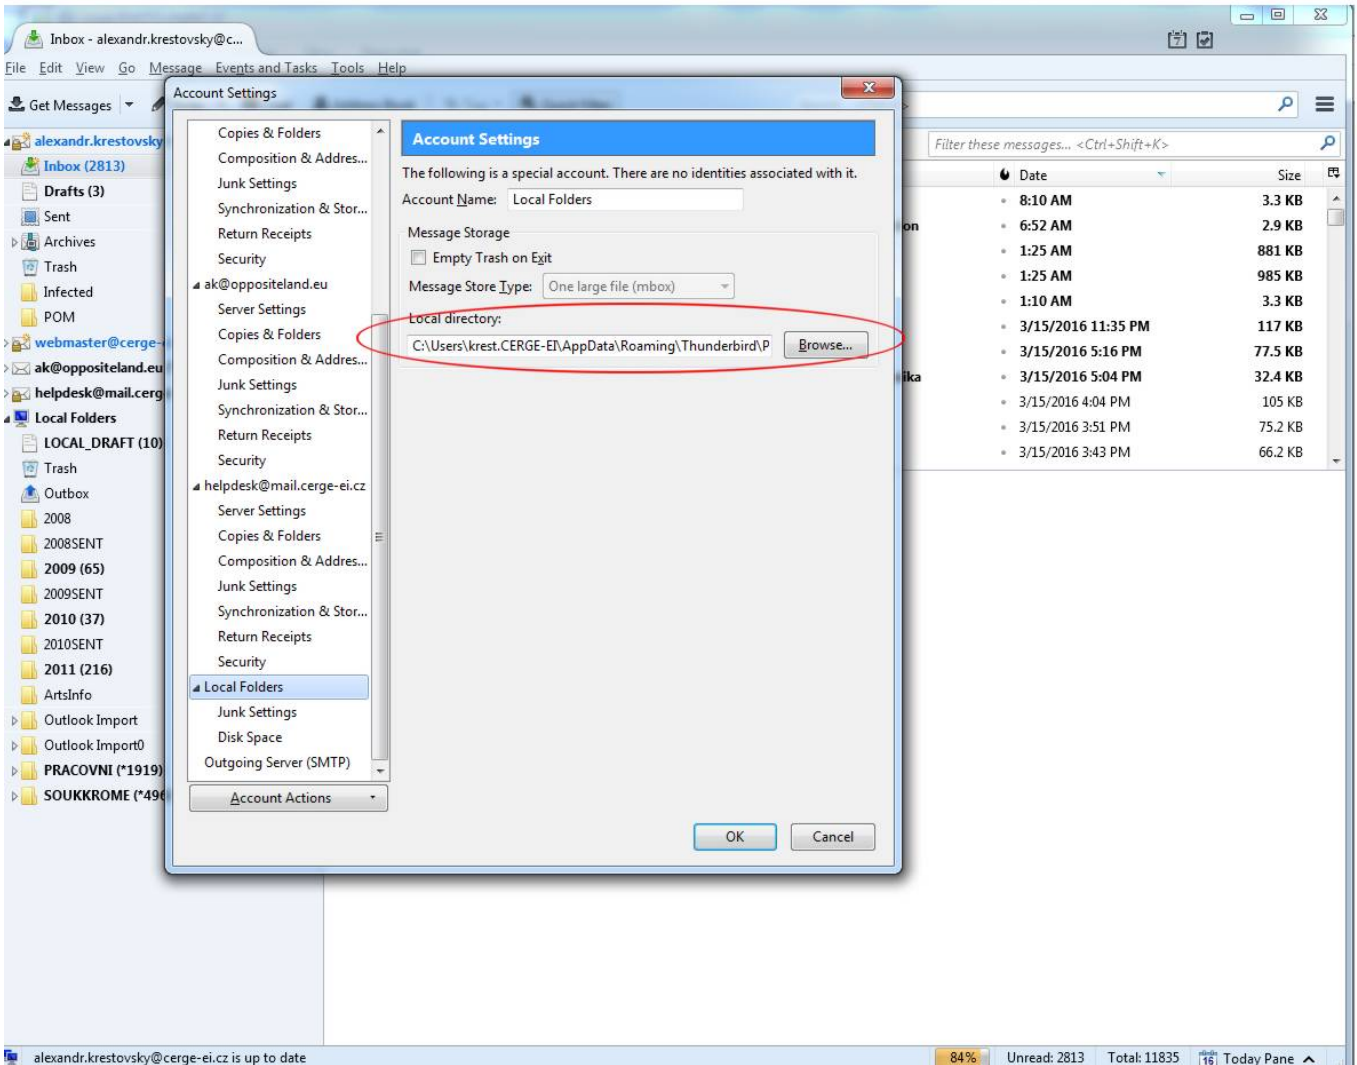 Inbox - alexandr.krestovsky@c...
File Edit View Go Message Events and Tasks Tools Help
Get Messages
Account Settings
alexandr.krestovsky
Inbox (2813)
Drafts (3)
Sent
Archives
Trash
Infected
POM
webmaster@cerge-
ak@oppositeland.eu
helpdesk@mail.cerg
Local Folders
LOCAL_DRAFT (10)
Trash
Outbox
2008
2008SENT
2009 (65)
2009SENT
2010 (37)
2010SENT
2011 (216)
ArtsInfo
Outlook Import
Outlook Import0
PRACOVNI (*1919)
SOUKKROME (*496
Copies & Folders
Composition & Addres...
Junk Settings
Synchronization & Stor...
Return Receipts
Security
ak@oppositeland.eu
Server Settings
Copies & Folders
Composition & Addres...
Junk Settings
Synchronization & Stor...
Return Receipts
Security
helpdesk@mail.cerge-ei.cz
Server Settings
Copies & Folders
Composition & Addres...
Junk Settings
Synchronization & Stor...
Return Receipts
Security
Local Folders
Junk Settings
Disk Space
Outgoing Server (SMTP)
Account Actions
Account Settings
The following is a special account. There are no identities associated with it.
Account Name: Local Folders
Message Storage
Empty Trash on Exit
Message Store Type: One large file (mbox)
Local directory:
C:\Users\krest.CERGE-EI\AppData\Roaming\Thunderbird\P Browse...
OK Cancel
Filter these messages... <Ctrl+Shift+K>
Date Size
8:10 AM 3.3 KB
on 6:52 AM 2.9 KB
1:25 AM 881 KB
1:25 AM 985 KB
1:10 AM 3.3 KB
3/15/2016 11:35 PM 117 KB
3/15/2016 5:16 PM 77.5 KB
ika 3/15/2016 5:04 PM 32.4 KB
3/15/2016 4:04 PM 105 KB
3/15/2016 3:51 PM 75.2 KB
3/15/2016 3:43 PM 66.2 KB
alexandr.krestovsky@cerge-ei.cz is up to date
84% Unread: 2813 Total: 11835 16 Today Pane